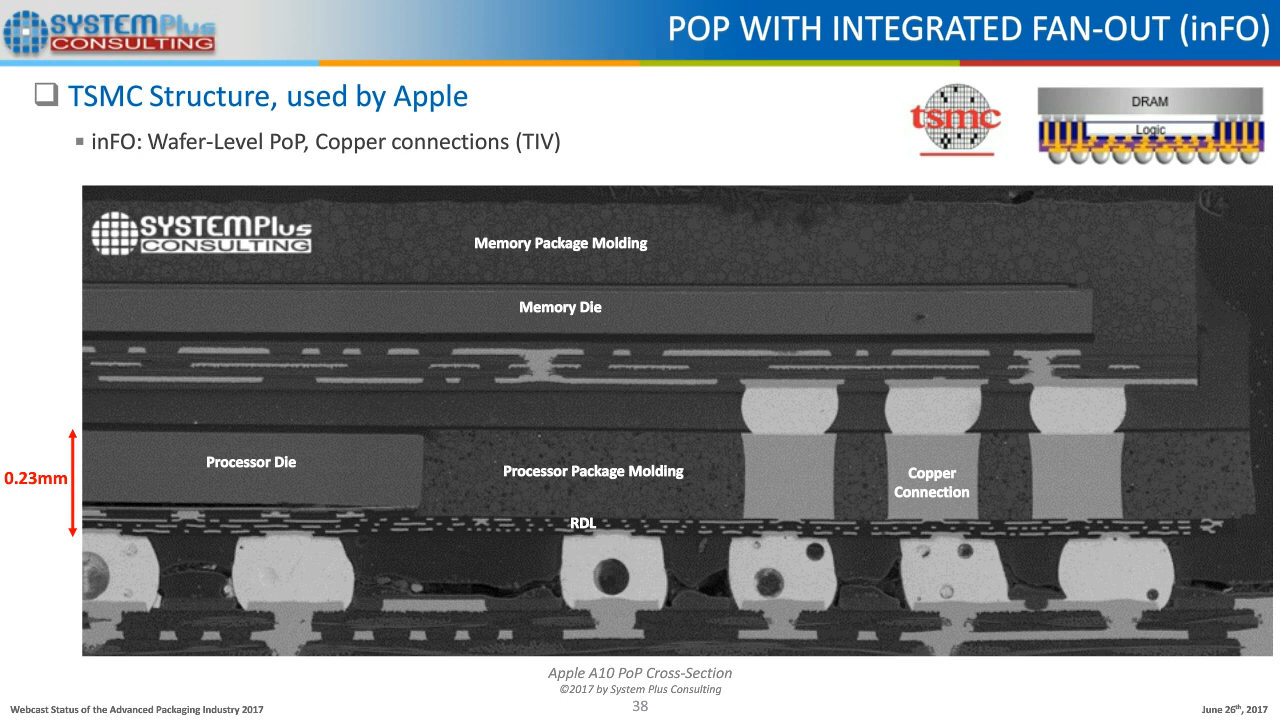 SYSTEMPlus
CONSULTING
POP WITH INTEGRATED FAN-OUT (inFO)
TSMC Structure, used by Apple
inFO: Wafer-Level PoP, Copper connections (TIV)
tsmc
DRAM
Logic
SYSTEMPlus
CONSULTING
Memory Package Molding
Memory Die
Processor Die
0.23mm
Processor Package Molding
Copper
Connection
RDL
Apple A10 PoP Cross-Section
©2017 by System Plus Consulting
Webcast Status of the Advanced Packaging Industry 2017
38
June 26th, 2017